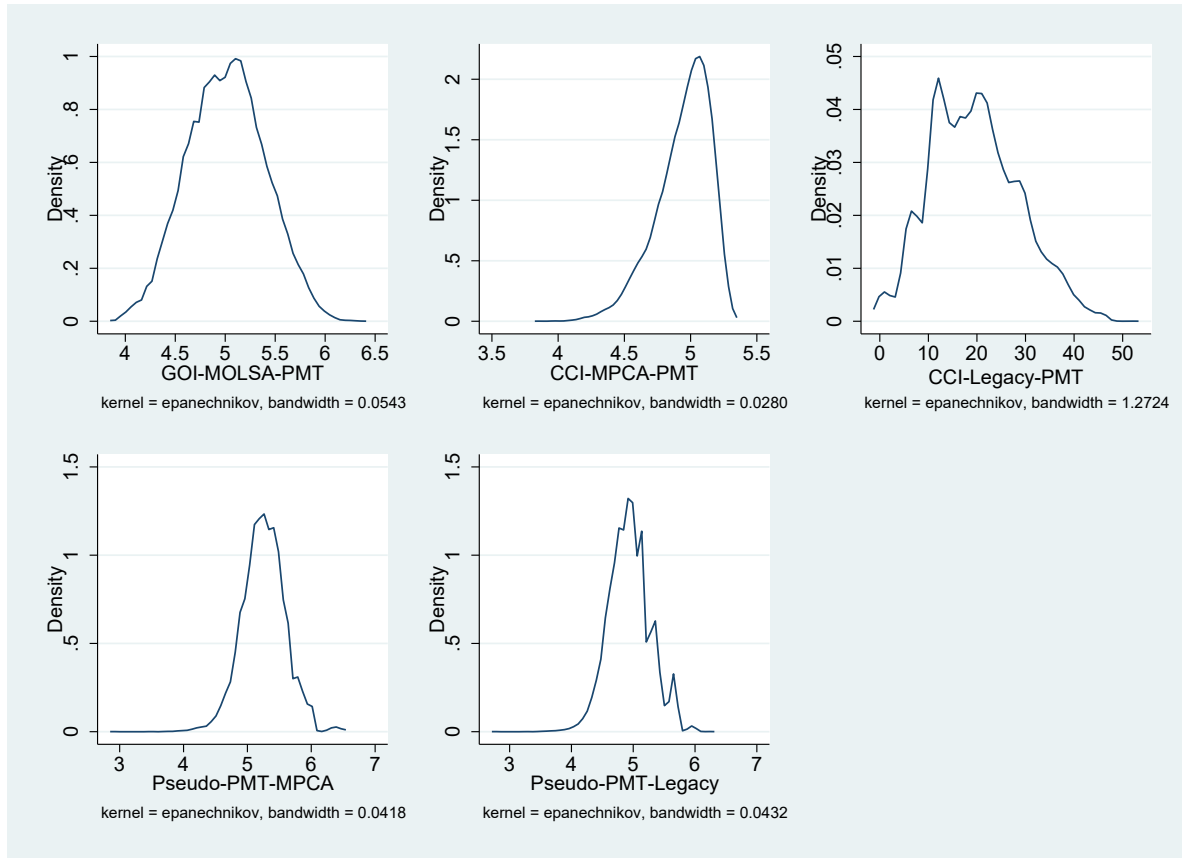 Density
0 .2 .4 .6 .8 1
4 4.5 5 5.5 6 6.5
GOI-MOLSA-PMT
kernel = epanechnikov, bandwidth = 0.0543
Density
0 .5 1 1.5 2
3.5 4 4.5 5 5.5
CCI-MPCA-PMT
kernel = epanechnikov, bandwidth = 0.0280
Density
0 .01 .02 .03 .04 .05
0 10 20 30 40 50
CCI-Legacy-PMT
kernel = epanechnikov, bandwidth = 1.2724
Density
0 .5 1 1.5
3 4 5 6 7
Pseudo-PMT-MPCA
kernel = epanechnikov, bandwidth = 0.0418
Density
0 .5 1 1.5
3 4 5 6 7
Pseudo-PMT-Legacy
kernel = epanechnikov, bandwidth = 0.0432